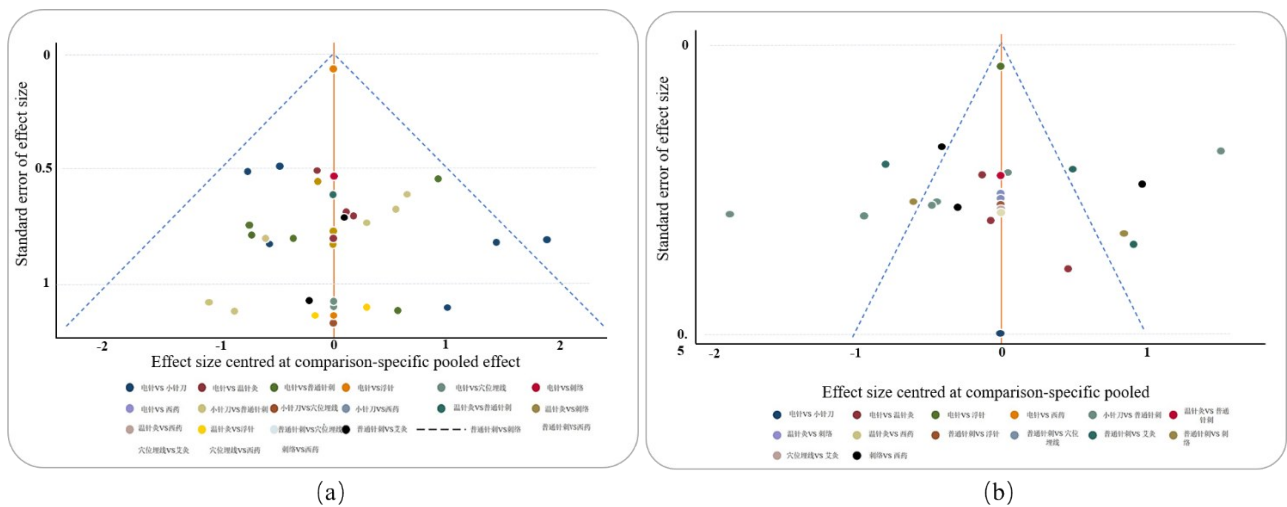 0
0.5
1
-2
-1
0
1
2
Standard error of effect size
Effect size centred at comparison-specific pooled effect
电针VS 小针刀 电针VS 温针灸 电针VS普通针刺 电针VS浮针 电针VS穴位埋线 电针VS刺络
电针VS 西药 小针刀VS普通针刺 小针刀VS穴位埋线 小针刀VS西药 温针灸VS普通针刺 温针灸VS刺络
温针灸VS西药 温针灸VS浮针 普通针刺VS穴位埋线 普通针刺VS艾灸 普通针刺VS刺络 普通针刺VS西药
穴位埋线VS艾灸 穴位埋线VS西药 刺络VS西药
(a)
0
0.
5
-2
-1
0
1
Standard error of effect size
Effect size centred at comparison-specific pooled
电针VS 小针刀 电针VS 温针灸 电针VS 浮针 电针VS 西药 小针刀VS 普通针刺 温针灸VS 普通
针刺
温针灸VS 刺络 温针灸VS 西药 普通针刺VS浮针 普通针刺VS 穴位
埋线 普通针刺VS 艾灸 普通针刺VS 刺
络
穴位埋线VS 艾灸 刺络VS 西药
(b)